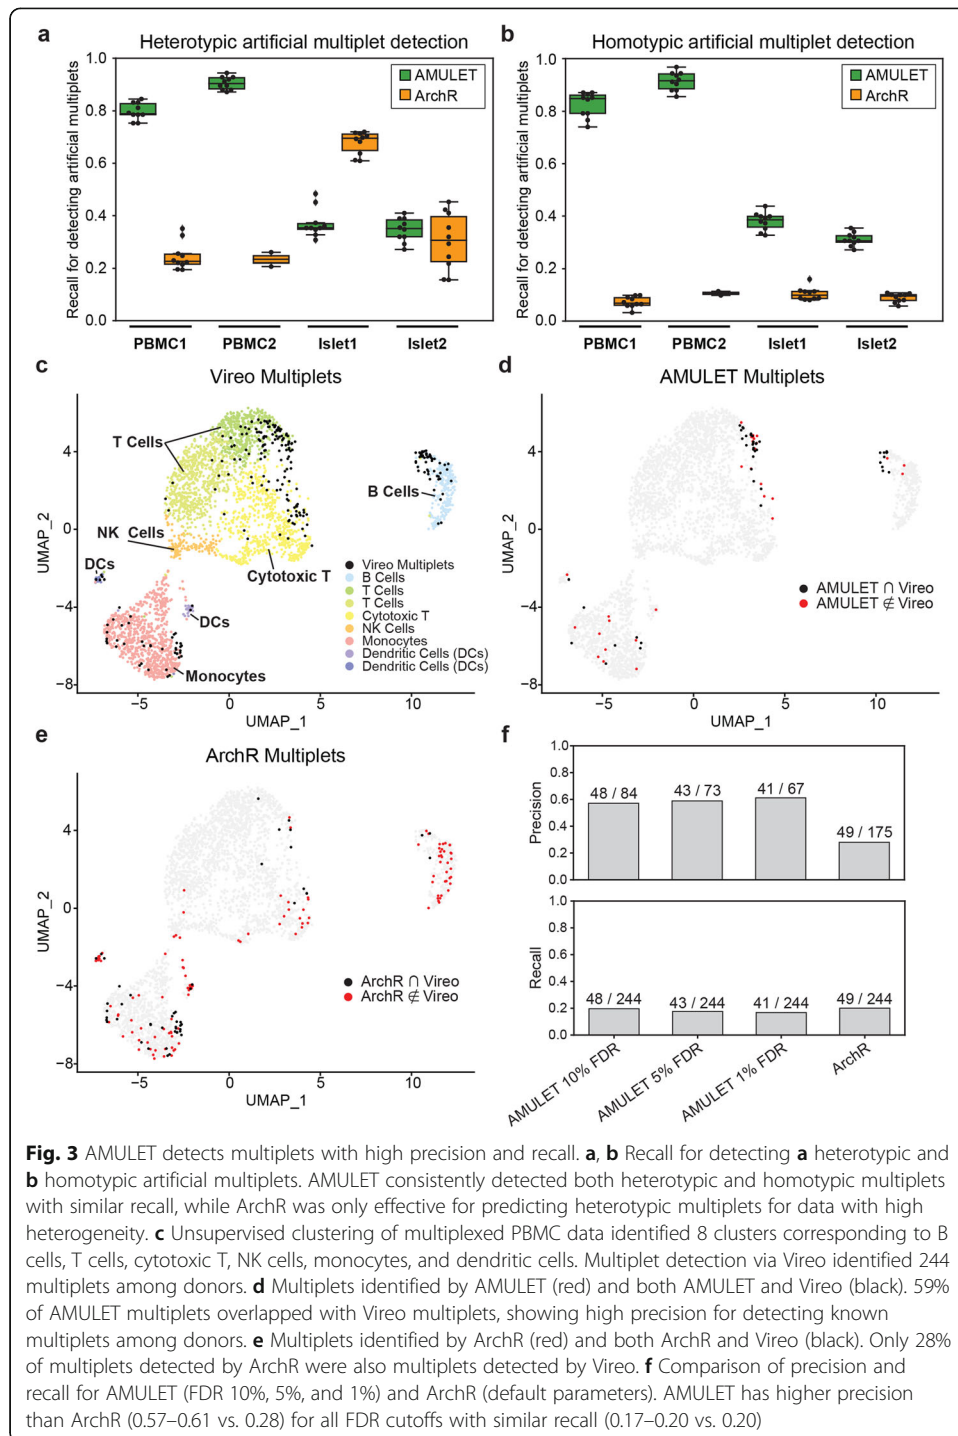 a
Heterotypic artificial multiplet detection
Recall for detecting artificial multiplets
1.0
0.8
0.6
0.4
0.2
0.0
AMULET
ArchR
PBMC1
PBMC2
Islet1
Islet2
b
Homotypic artificial multiplet detection
Recall for detecting artificial multiplets
1.0
0.8
0.6
0.4
0.2
0.0
AMULET
ArchR
PBMC1
PBMC2
Islet1
Islet2
c
Vireo Multiplets
UMAP_2
4
0
−4
−8
T Cells
B Cells
NK Cells
DCs
Cytotoxic T
DCs
Monocytes
Vireo Multiplets
B Cells
T Cells
T Cells
Cytotoxic T
NK Cells
Monocytes
Dendritic Cells (DCs)
Dendritic Cells (DCs)
−5
0
5
10
UMAP_1
d
AMULET Multiplets
UMAP_2
4
0
−4
−8
AMULET ∩ Vireo
AMULET ∉ Vireo
−5
0
5
10
UMAP_1
e
ArchR Multiplets
UMAP_2
4
0
−4
−8
ArchR ∩ Vireo
ArchR ∉ Vireo
−5
0
5
10
UMAP_1
f
Precision
1.0
0.8
0.6
0.4
0.2
0.0
48 / 84
43 / 73
41 / 67
49 / 175
Recall
1.0
0.8
0.6
0.4
0.2
0.0
48 / 244
43 / 244
41 / 244
49 / 244
AMULET 10% FDR
AMULET 5% FDR
AMULET 1% FDR
ArchR
Fig. 3 AMULET detects multiplets with high precision and recall. a, b Recall for detecting a heterotypic and
b homotypic artificial multiplets. AMULET consistently detected both heterotypic and homotypic multiplets
with similar recall, while ArchR was only effective for predicting heterotypic multiplets for data with high
heterogeneity. c Unsupervised clustering of multiplexed PBMC data identified 8 clusters corresponding to B
cells, T cells, cytotoxic T, NK cells, monocytes, and dendritic cells. Multiplet detection via Vireo identified 244
multiplets among donors. d Multiplets identified by AMULET (red) and both AMULET and Vireo (black). 59%
of AMULET multiplets overlapped with Vireo multiplets, showing high precision for detecting known
multiplets among donors. e Multiplets identified by ArchR (red) and both ArchR and Vireo (black). Only 28%
of multiplets detected by ArchR were also multiplets detected by Vireo. f Comparison of precision and
recall for AMULET (FDR 10%, 5%, and 1%) and ArchR (default parameters). AMULET has higher precision
than ArchR (0.57–0.61 vs. 0.28) for all FDR cutoffs with similar recall (0.17–0.20 vs. 0.20)